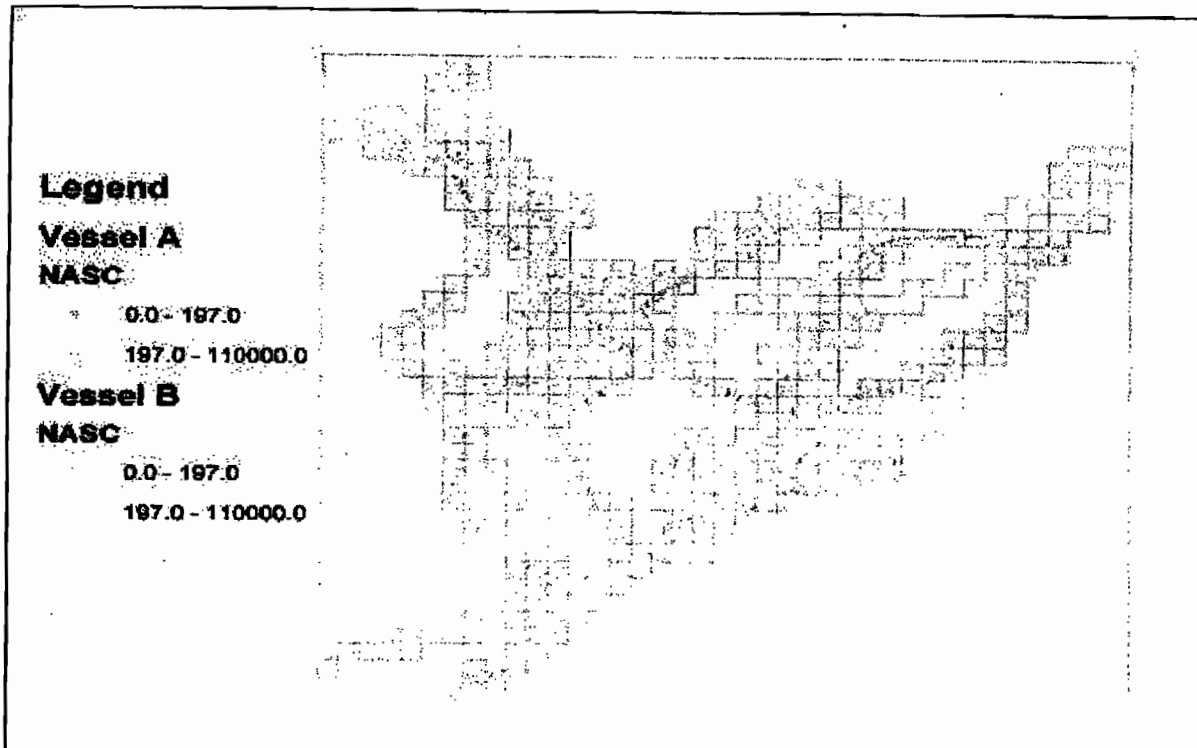 Legend
Vessel A
NASC
0.0 - 197.0
197.0 - 110000.0
Vessel B
NASC
0.0 - 197.0
197.0 - 110000.0